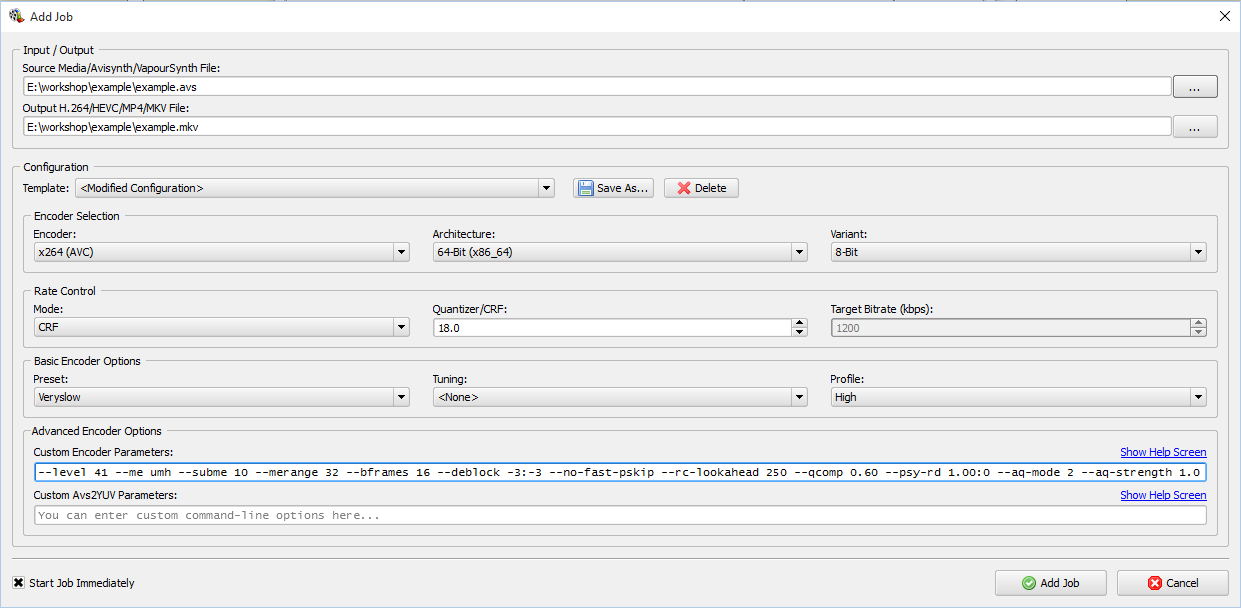 Add Job
Input / Output
Source Media/Avisynth/VapourSynth File:
E:\workshop\example\example.avs
...
Output H.264/HEVC/MP4/MKV File:
E:\workshop\example\example.mkv
...
Configuration
Template: <Modified Configuration> Save As... Delete
Encoder Selection
Encoder: Architecture: Variant:
x264 (AVC) 64-Bit (x86_64) 8-Bit
Rate Control
Mode: Quantizer/CRF: Target Bitrate (kbps):
CRF 18.0 1200
Basic Encoder Options
Preset: Tuning: Profile:
Veryslow <None> High
Advanced Encoder Options
Custom Encoder Parameters: Show Help Screen
--level 41 --me umh --subme 10 --merange 32 --bframes 16 --deblock -3:-3 --no-fast-pskip --rc-lookahead 250 --qcomp 0.60 --psy-rd 1.00:0 --aq-mode 2 --aq-strength 1.0
Custom Avs2YUV Parameters: Show Help Screen
You can enter custom command-line options here...
Start Job Immediately Add Job Cancel